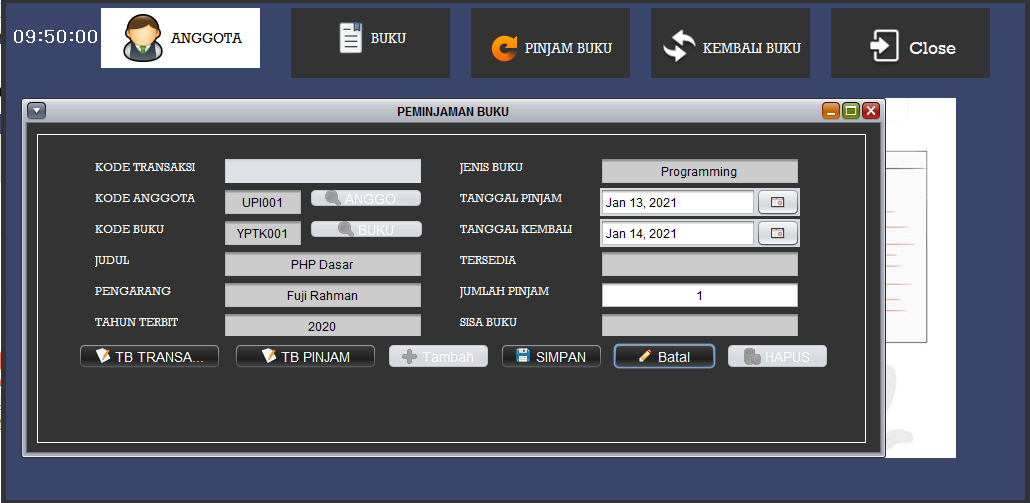 09:50:00 ANGGOTA BUKU PINJAM BUKU KEMBALI BUKU Close
PEMINJAMAN BUKU
KODE TRANSAKSI JENIS BUKU Programming
KODE ANGGOTA UPI001 ANGGO... TANGGAL PINJAM Jan 13, 2021
KODE BUKU YPTK001 BUKU TANGGAL KEMBALI Jan 14, 2021
JUDUL PHP Dasar TERSEDIA
PENGARANG Fuji Rahman JUMLAH PINJAM 1
TAHUN TERBIT 2020 SISA BUKU
TB TRANSA... TB PINJAM Tambah SIMPAN Batal HAPUS